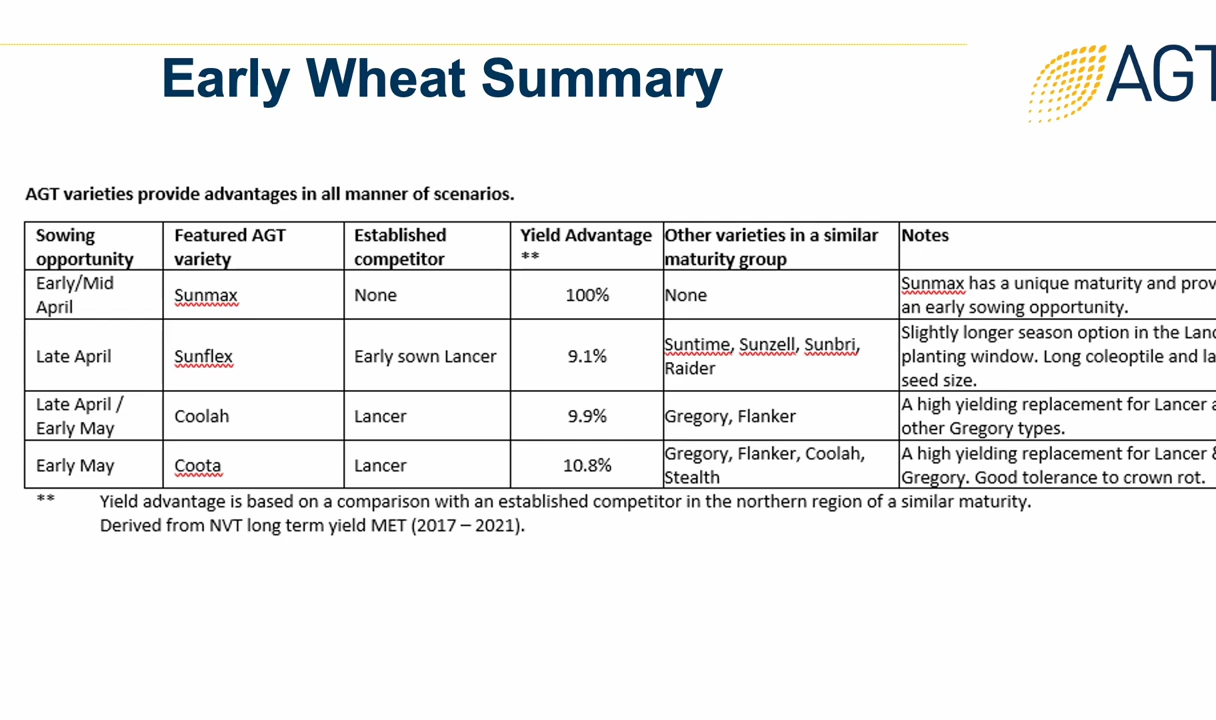 Early Wheat Summary
AGT
AGT varieties provide advantages in all manner of scenarios.
Sowing opportunity Featured AGT variety Established competitor Yield Advantage ** Other varieties in a similar maturity group Notes
Early/Mid April Sunmax None 100% None Sunmax has a unique maturity and an early sowing opportunity.
Late April Sunflex Early sown Lancer 9.1% Suntime, Sunzell, Sunbri, Raider Slightly longer season option in the planting window. Long coleoptile and seed size.
Late April / Early May Coolah Lancer 9.9% Gregory, Flanker A high yielding replacement for Lancer other Gregory types.
Early May Coota Lancer 10.8% Gregory, Flanker, Coolah, Stealth A high yielding replacement for Lancer & Gregory. Good tolerance to crown rot.
** Yield advantage is based on a comparison with an established competitor in the northern region of a similar maturity.
Derived from NVT long term yield MET (2017 – 2021).